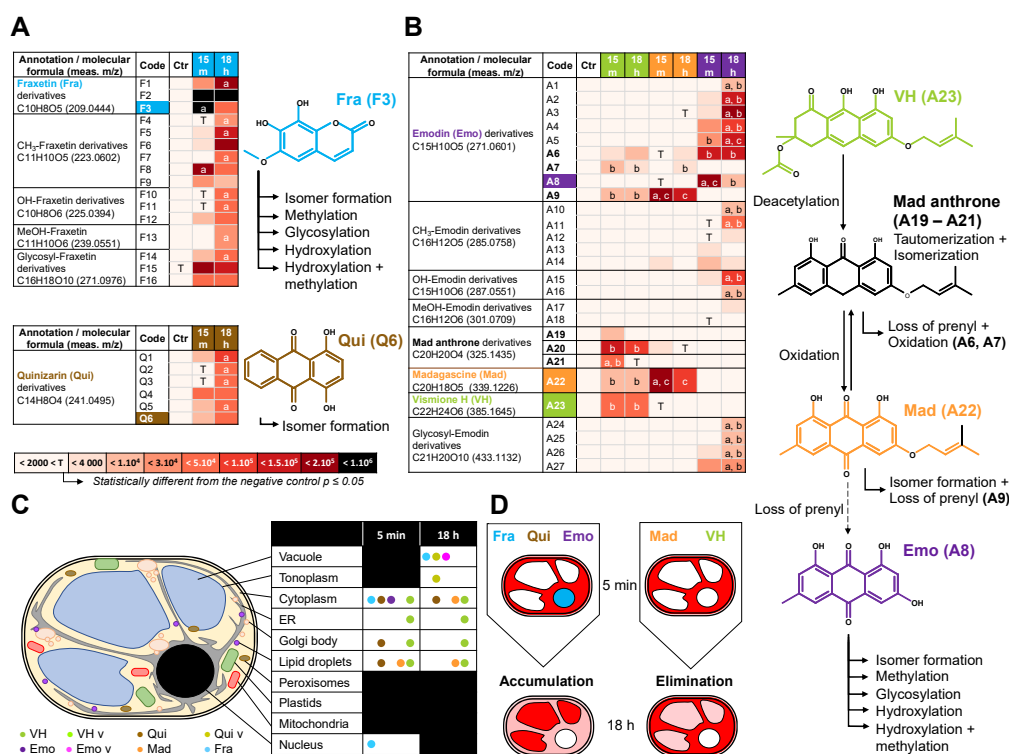 A
Annotation / molecular Code Ctr 15 18
formula (meas. m/z) m h
Fraxetin (Fra) F1 a
derivatives F2
C10H8O5 (209.0444) F3 a
F4 T a
F5 a
CH₃-Fraxetin derivatives F6 a
C11H10O5 (223.0602) F7 a
F8 a
F9
OH-Fraxetin derivatives F10 T a
C10H8O6 (225.0394) F11 T a
F12
MeOH-Fraxetin
C11H10O6 (239.0551) F13 a
Glycosyl-Fraxetin F14 a
derivatives F15 T
C16H18O10 (271.0976) F16
Fra (F3)
OH
HO
O
O
O
Isomer formation
Methylation
Glycosylation
Hydroxylation
Hydroxylation +
methylation
Annotation / molecular Code Ctr 15 18
formula (meas. m/z) m h
Q1 a
Quinizarin (Qui) Q2 T a
derivatives Q3 T a
C14H8O4 (241.0495) Q4
Q5 a
Q6
Qui (Q6)
O OH
O OH
Isomer formation
< 2000 < T < 4 000 < 1.10⁴ < 3.10⁴ < 5.10⁴ < 1.10⁵ < 1.5.10⁵ < 2.10⁵ < 1.10⁶
Statistically different from the negative control p ≤ 0.05
B
Annotation / molecular Code Ctr 15 18 15 18 15 18
formula (meas. m/z) m h m h m h
A1 a, b
A2 a, b
A3 T a, b
Emodin (Emo) derivatives A4 a, b
C15H10O5 (271.0601) A5 b a, c
A6 T b b
A7 b b b
A8 T a, c b
A9 b b a, c c
A10 a, b
CH₃-Emodin derivatives A11 T a, b
C16H12O5 (285.0758) A12 T
A13
A14
OH-Emodin derivatives A15 a, b
C15H10O6 (287.0551) A16 a, b
MeOH-Emodin derivatives A17
C16H12O6 (301.0709) A18 T
Mad anthrone derivatives A19
C20H20O4 (325.1435) A20 b b T
A21 a, b T
Madagascine (Mad)
C20H18O5 (339.1226) A22 b b a, c c
Vismione H (VH)
C22H24O6 (385.1645) A23 b b T
Glycosyl-Emodin A24 a, b
derivatives A25 a, b
C21H20O10 (433.1132) A26 a, b
A27 a, b
VH (A23)
O OH OH
O
O
O
Deacetylation
Mad anthrone
(A19 – A21)
Tautomerization +
Isomerization
OH O OH
O
Loss of prenyl +
Oxidation (A6, A7)
Oxidation
Mad (A22)
OH O OH
O
O
Isomer formation +
Loss of prenyl (A9)
Loss of prenyl
Emo (A8)
OH O OH
OH
O
Isomer formation
Methylation
Glycosylation
Hydroxylation
Hydroxylation +
methylation
C
5 min 18 h
Vacuole
Tonoplasm
Cytoplasm
ER
Golgi body
Lipid droplets
Peroxisomes
Plastids
Mitochondria
Nucleus
VH VH v Qui Qui v
Emo Emo v Mad Fra
D
Fra Qui Emo Mad VH
5 min
Accumulation Elimination
18 h